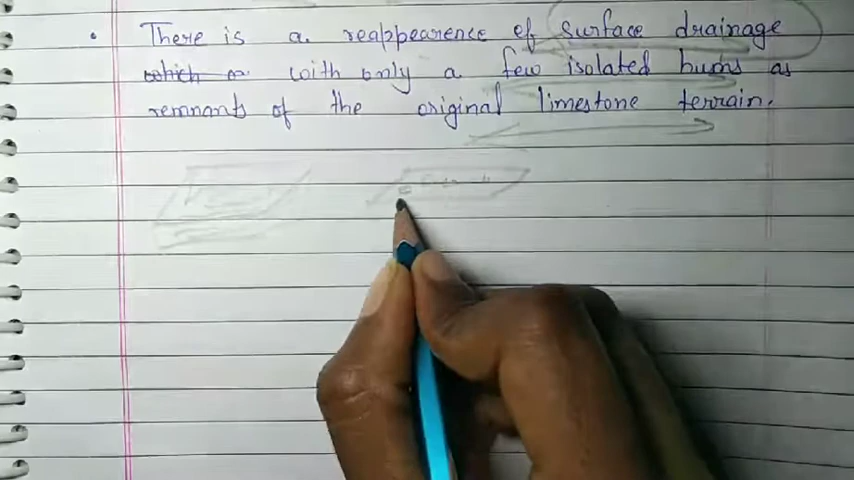 There is a reappearence of surface drainage
which a with only a few isolated hums as
remnants of the original limestone terrain.